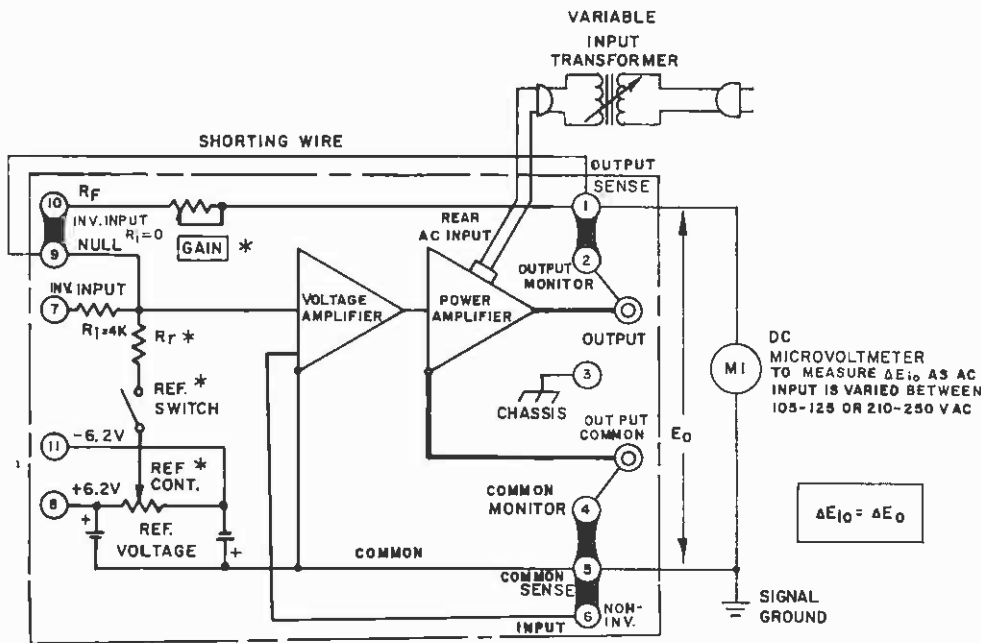 VARIABLE
INPUT
TRANSFORMER
SHORTING WIRE
OUTPUT
SENSE
10
RF
1
INV. INPUT
Ri=0
GAIN *
REAR
AC INPUT
9
NULL
2
OUTPUT
MONITOR
7
INV. INPUT
R1=4K
Rr *
VOLTAGE
AMPLIFIER
POWER
AMPLIFIER
OUTPUT
3
CHASSIS
REF. *
SWITCH
11
-6.2V
REF *
CONT.
8
+6.2V
+
REF.
VOLTAGE
+
OUTPUT
COMMON
COMMON
MONITOR
4
COMMON
5
COMMON
SENSE
6
NON-
INV.
INPUT
E0
M1
DC
MICROVOLTMETER
TO MEASURE ΔEio AS AC
INPUT IS VARIED BETWEEN
105-125 OR 210-250 VAC
ΔEio = ΔEo
SIGNAL
GROUND